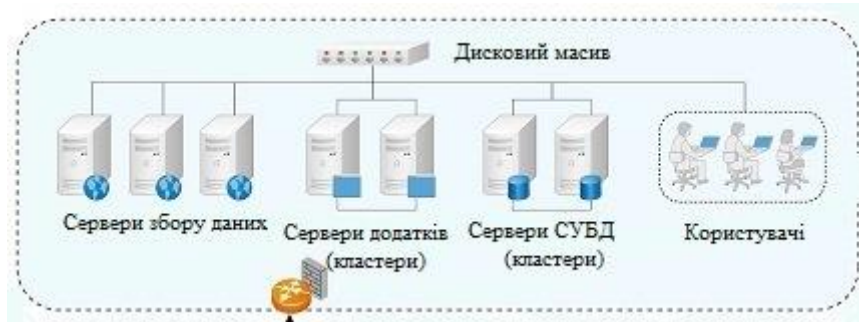 Дисковий масив
Сервери збору даних
Сервери додатків
(кластери)
Сервери СУБД
(кластери)
Користувачі